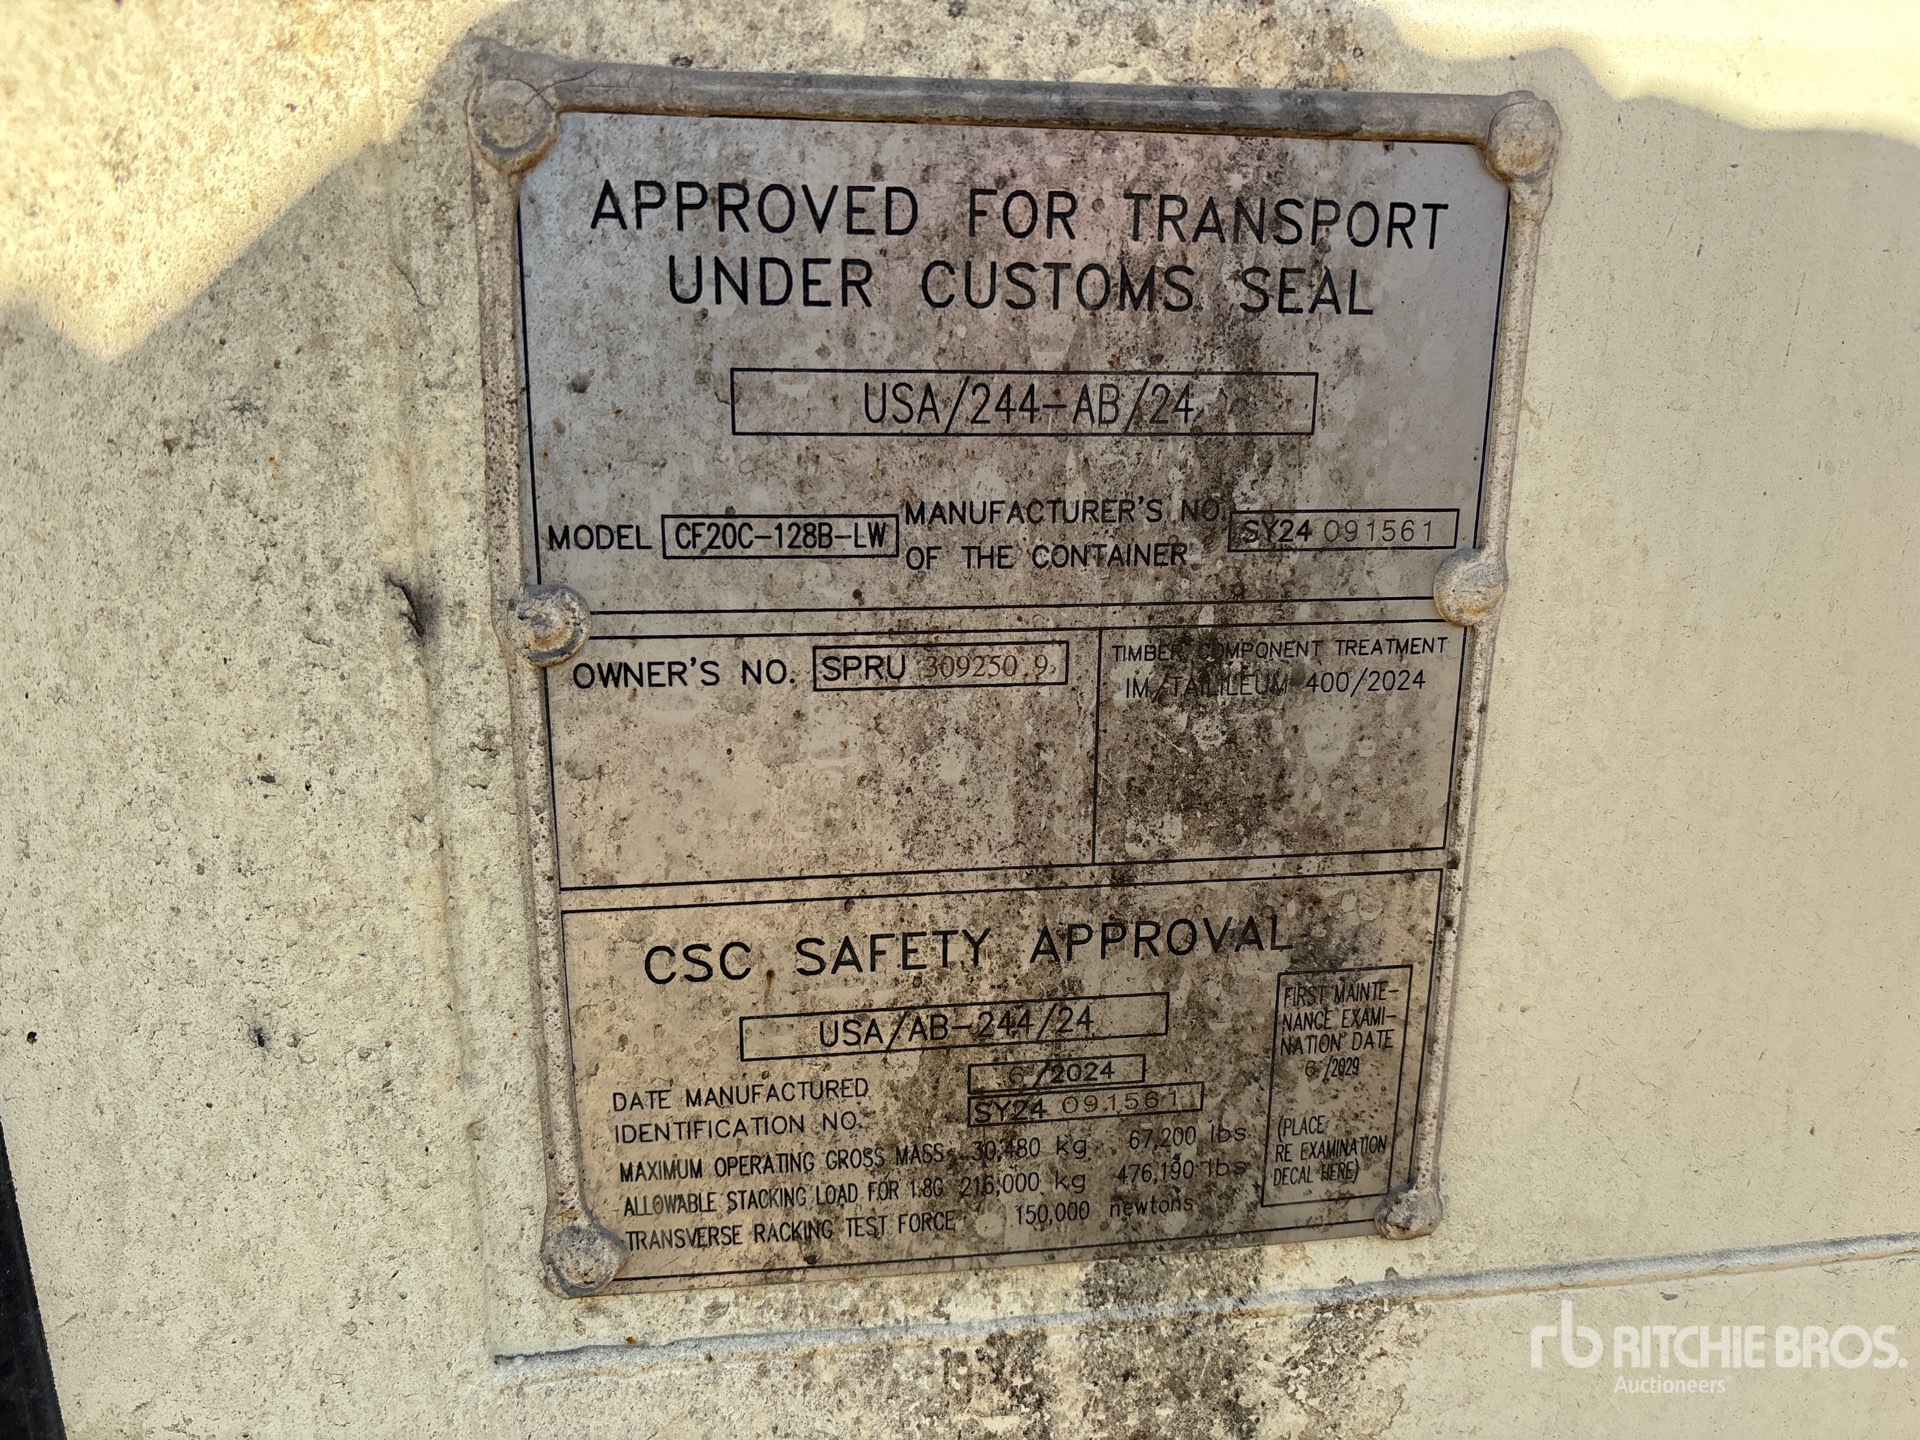 APPROVED FOR TRANSPORT
UNDER CUSTOMS SEAL
USA/244-AB/24
MODEL CF20C-128B-LW MANUFACTURER'S NO. OF THE CONTAINER SY24 091561
OWNER'S NO. SPRU 309250 9
TIMBER COMPONENT TREATMENT
IM/TAILILEUM 400/2024
CSC SAFETY APPROVAL
USA/AB-244/24
DATE MANUFACTURED 6/2024
IDENTIFICATION NO. SY24 091561
MAXIMUM OPERATING GROSS MASS 30,480 kg 67,200 lbs
ALLOWABLE STACKING LOAD FOR 1.8G 216,000 kg 476,190 lbs
TRANSVERSE RACKING TEST FORCE 150,000 newtons
FIRST MAINTE-
NANCE EXAMI-
NATION DATE
6/2029
(PLACE
RE EXAMINATION
DECAL HERE)
rb RITCHIE BROS.
Auctioneers